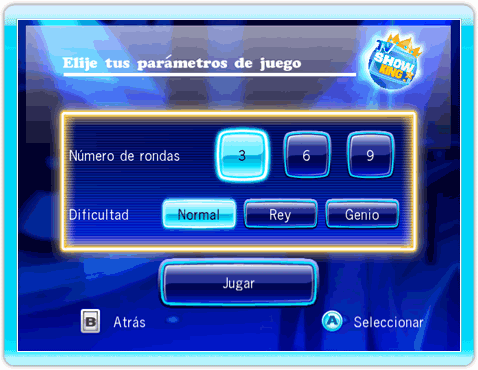 Elije tus parámetros de juego
TV
SHOW
KING
Número de rondas
3
6
9
Dificultad
Normal
Rey
Genio
Jugar
B
Atrás
A
Seleccionar